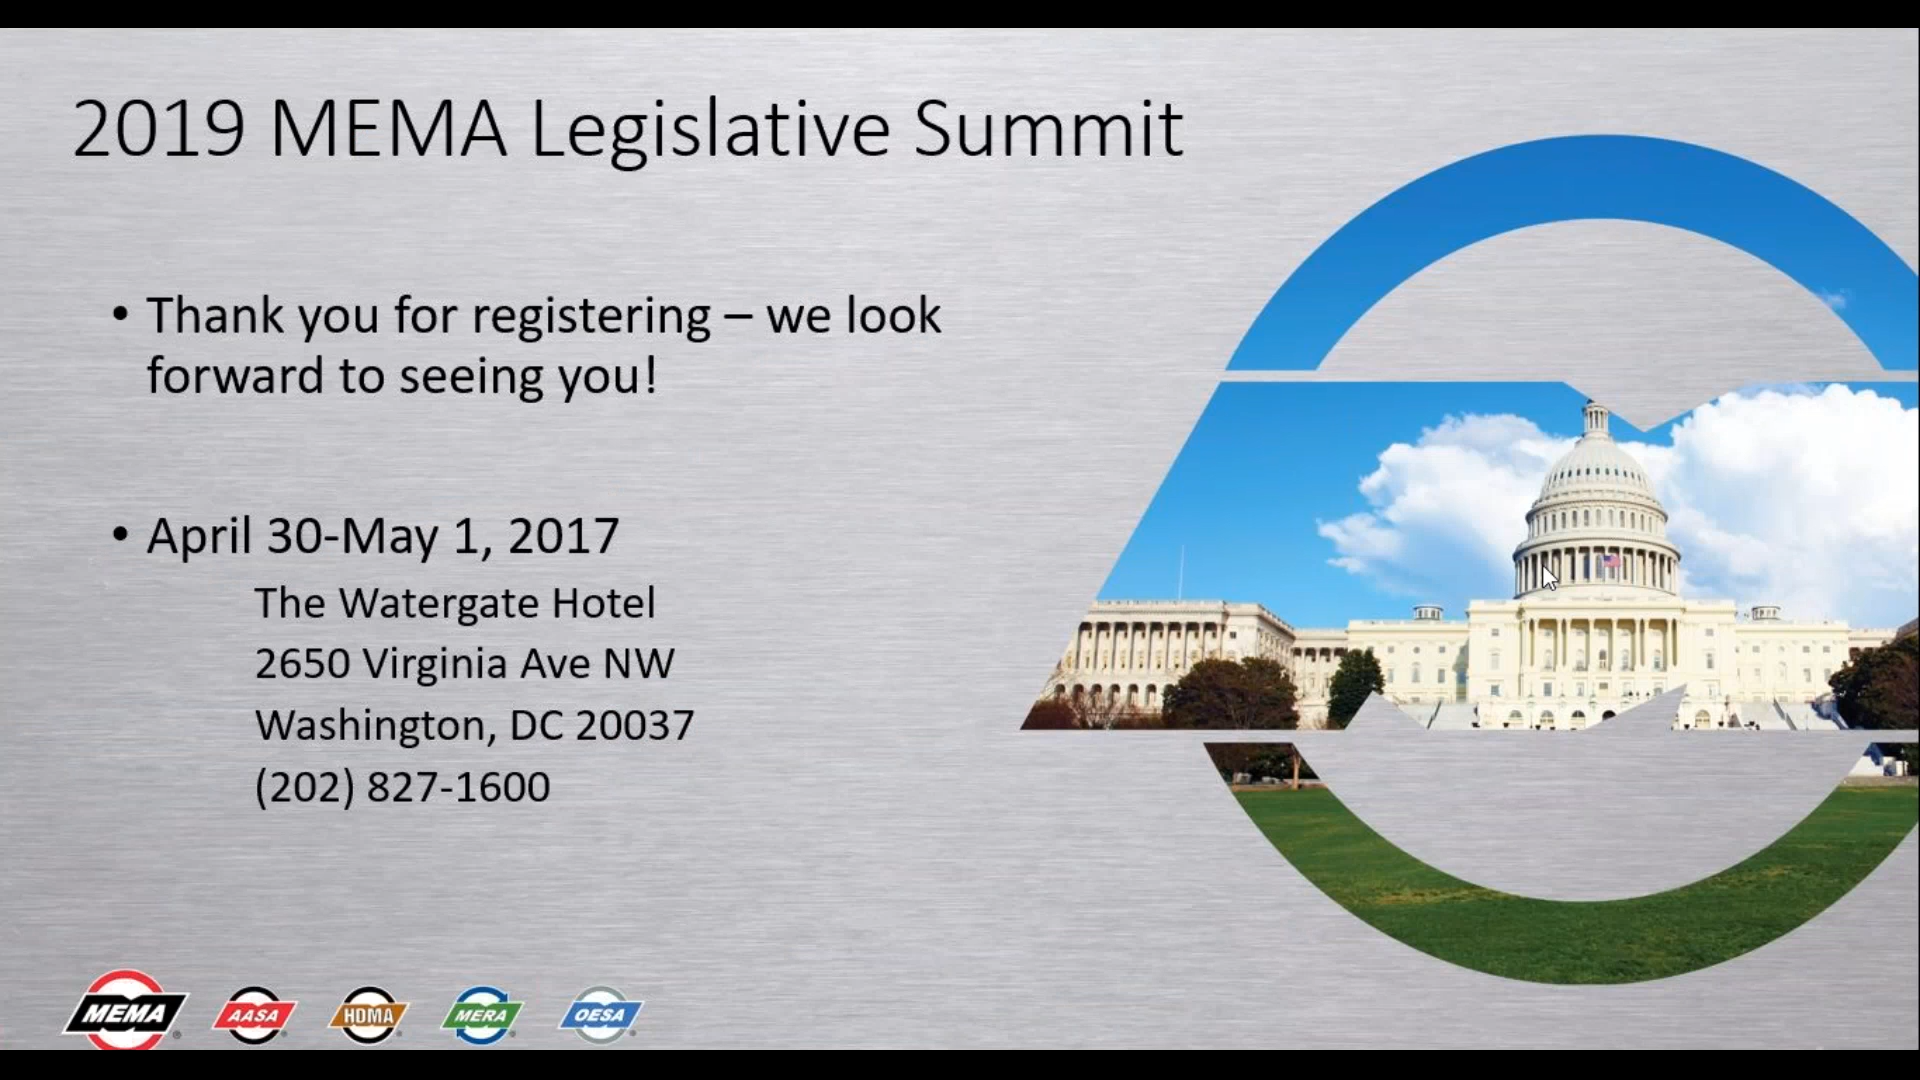 2019 MEMA Legislative Summit
• Thank you for registering – we look
forward to seeing you!
• April 30-May 1, 2017
The Watergate Hotel
2650 Virginia Ave NW
Washington, DC 20037
(202) 827-1600
MEMA® AASA® HDMA® MERA® OESA®